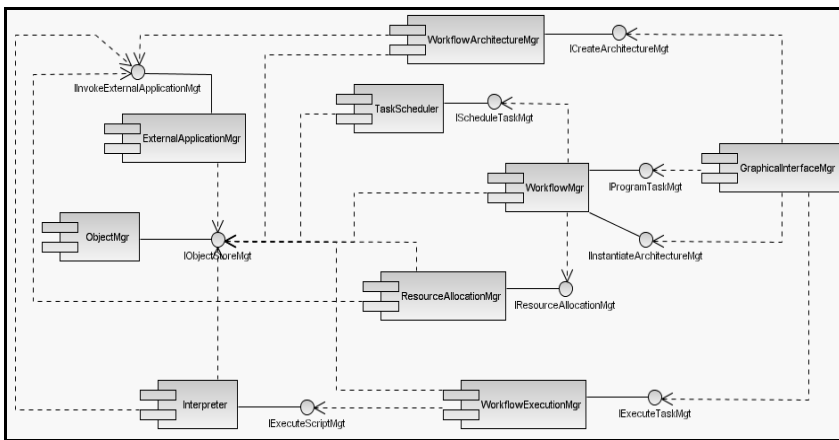 WorkflowArchitectureMgr
ICreateArchitectureMgt
IInvokeExternalApplicationMgt
TaskScheduler
IScheduleTaskMgt
ExternalApplicationMgr
GraphicalInterfaceMgr
WorkflowMgr
IProgramTaskMgt
ObjectMgr
IObjectStoreMgt
IInstantiateArchitectureMgt
ResourceAllocationMgr
IResourceAllocationMgt
Interpreter
IExecuteScriptMgt
WorkflowExecutionMgr
IExecuteTaskMgt